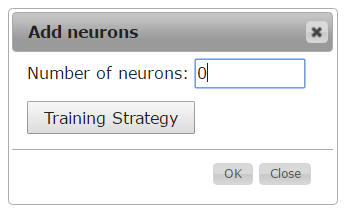 Add neurons
Number of neurons: 0
Training Strategy
OK Close